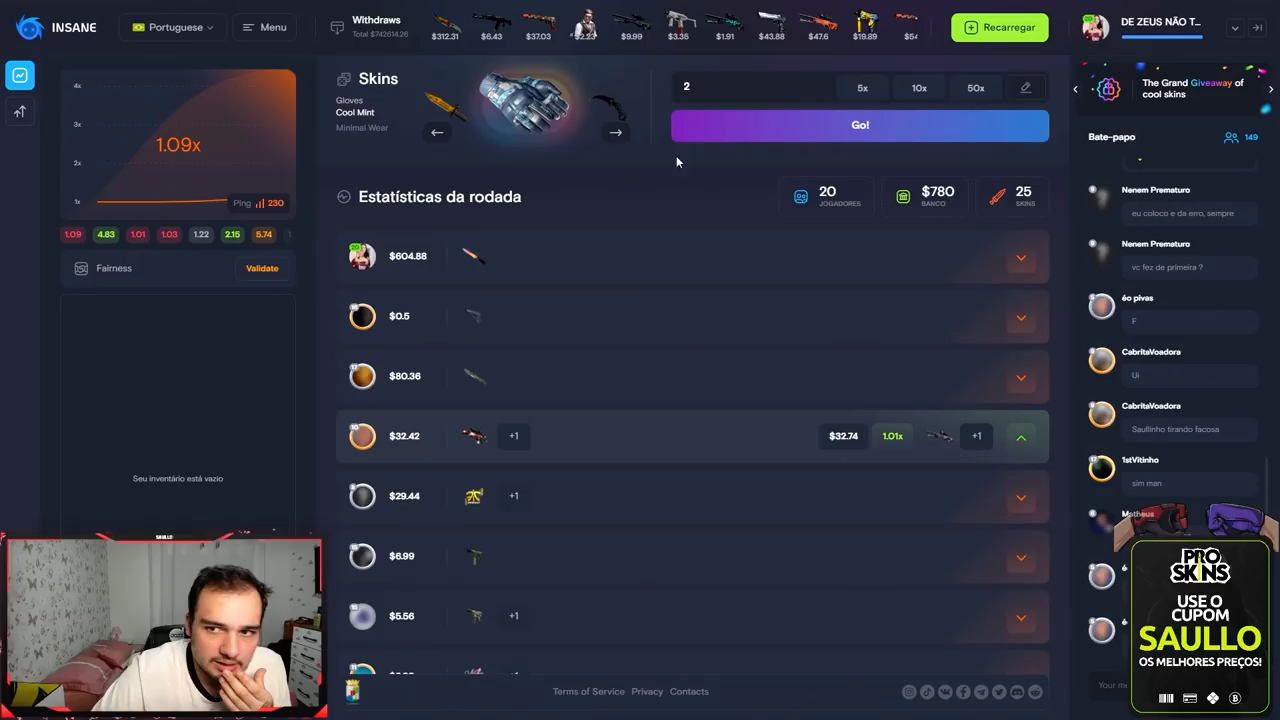 INSANE
Portuguese
Menu
Withdraws
Total $742614.26
$312.31
$6.43
$37.03
$2.23
$9.99
$3.35
$1.91
$43.88
$47.6
$19.89
Recarregar
DE ZEUS NÃO T...
4x
3x
2x
1x
1.09x
Ping 230
1.09 4.83 1.01 1.03 1.22 2.15 5.74
Fairness
Validate
Seu inventário está vazio
Skins
Gloves
Cool Mint
Minimal Wear
2
5x
10x
50x
Go!
Estatísticas da rodada
20
JOGADORES
$780
BANCO
25
SKINS
$604.88
$0.5
$80.36
$32.42 +1 $32.74 1.01x +1
$29.44 +1
$6.99
$5.56 +1
Terms of Service Privacy Contacts
The Grand Giveaway of
cool skins
Bate-papo
149
Nenem Prematuro
eu coloco e da erro, sempre
Nenem Prematuro
vc fez de primeira ?
éo pivas
F
CabritaVoadora
Ui
CabritaVoadora
Saullinho tirando facosa
1stVitinho
sim man
Matheus
Your me
SAULLO
PRO
SKINS
USE O
CUPOM
SAULLO
OS MELHORES PREÇOS!